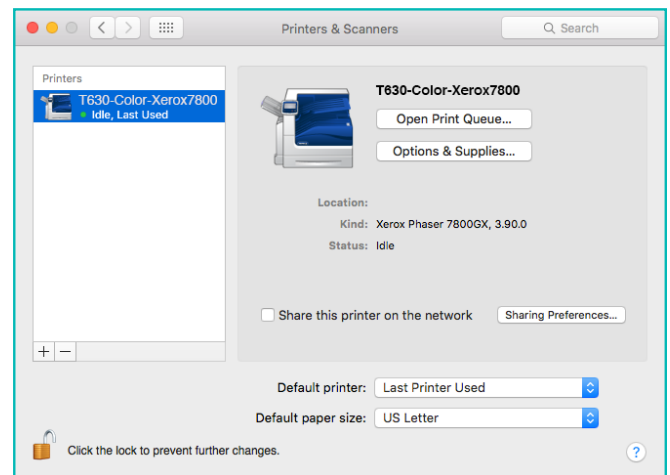 Printers & Scanners
Search
Printers
T630-Color-Xerox7800
Idle, Last Used
T630-Color-Xerox7800
Open Print Queue...
Options & Supplies...
Location:
Kind: Xerox Phaser 7800GX, 3.90.0
Status: Idle
Share this printer on the network
Sharing Preferences...
+ −
Default printer: Last Printer Used
Default paper size: US Letter
Click the lock to prevent further changes.
?